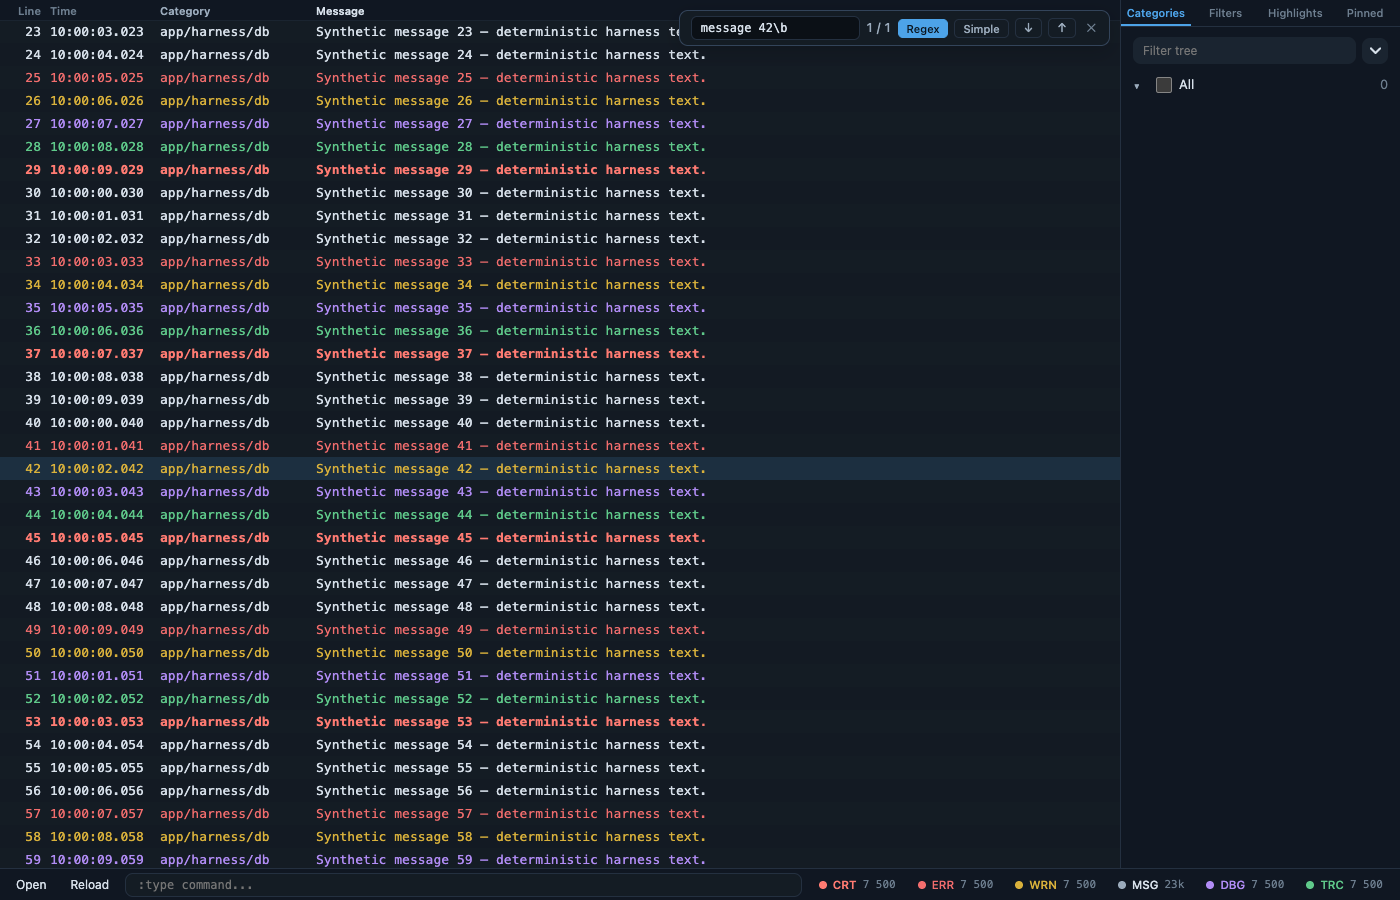 Line Time Category Message
message 42\b 1 / 1 Regex Simple
23 10:00:03.023 app/harness/db Synthetic message 23 —
24 10:00:04.024 app/harness/db Synthetic message 24 — deterministic harness text.
25 10:00:05.025 app/harness/db Synthetic message 25 — deterministic harness text.
26 10:00:06.026 app/harness/db Synthetic message 26 — deterministic harness text.
27 10:00:07.027 app/harness/db Synthetic message 27 — deterministic harness text.
28 10:00:08.028 app/harness/db Synthetic message 28 — deterministic harness text.
29 10:00:09.029 app/harness/db Synthetic message 29 — deterministic harness text.
30 10:00:00.030 app/harness/db Synthetic message 30 — deterministic harness text.
31 10:00:01.031 app/harness/db Synthetic message 31 — deterministic harness text.
32 10:00:02.032 app/harness/db Synthetic message 32 — deterministic harness text.
33 10:00:03.033 app/harness/db Synthetic message 33 — deterministic harness text.
34 10:00:04.034 app/harness/db Synthetic message 34 — deterministic harness text.
35 10:00:05.035 app/harness/db Synthetic message 35 — deterministic harness text.
36 10:00:06.036 app/harness/db Synthetic message 36 — deterministic harness text.
37 10:00:07.037 app/harness/db Synthetic message 37 — deterministic harness text.
38 10:00:08.038 app/harness/db Synthetic message 38 — deterministic harness text.
39 10:00:09.039 app/harness/db Synthetic message 39 — deterministic harness text.
40 10:00:00.040 app/harness/db Synthetic message 40 — deterministic harness text.
41 10:00:01.041 app/harness/db Synthetic message 41 — deterministic harness text.
42 10:00:02.042 app/harness/db Synthetic message 42 — deterministic harness text.
43 10:00:03.043 app/harness/db Synthetic message 43 — deterministic harness text.
44 10:00:04.044 app/harness/db Synthetic message 44 — deterministic harness text.
45 10:00:05.045 app/harness/db Synthetic message 45 — deterministic harness text.
46 10:00:06.046 app/harness/db Synthetic message 46 — deterministic harness text.
47 10:00:07.047 app/harness/db Synthetic message 47 — deterministic harness text.
48 10:00:08.048 app/harness/db Synthetic message 48 — deterministic harness text.
49 10:00:09.049 app/harness/db Synthetic message 49 — deterministic harness text.
50 10:00:00.050 app/harness/db Synthetic message 50 — deterministic harness text.
51 10:00:01.051 app/harness/db Synthetic message 51 — deterministic harness text.
52 10:00:02.052 app/harness/db Synthetic message 52 — deterministic harness text.
53 10:00:03.053 app/harness/db Synthetic message 53 — deterministic harness text.
54 10:00:04.054 app/harness/db Synthetic message 54 — deterministic harness text.
55 10:00:05.055 app/harness/db Synthetic message 55 — deterministic harness text.
56 10:00:06.056 app/harness/db Synthetic message 56 — deterministic harness text.
57 10:00:07.057 app/harness/db Synthetic message 57 — deterministic harness text.
58 10:00:08.058 app/harness/db Synthetic message 58 — deterministic harness text.
59 10:00:09.059 app/harness/db Synthetic message 59 — deterministic harness text.
Categories Filters Highlights Pinned
Filter tree
All 0
Open Reload :type command... CRT 7 500 ERR 7 500 WRN 7 500 MSG 23k DBG 7 500 TRC 7 500